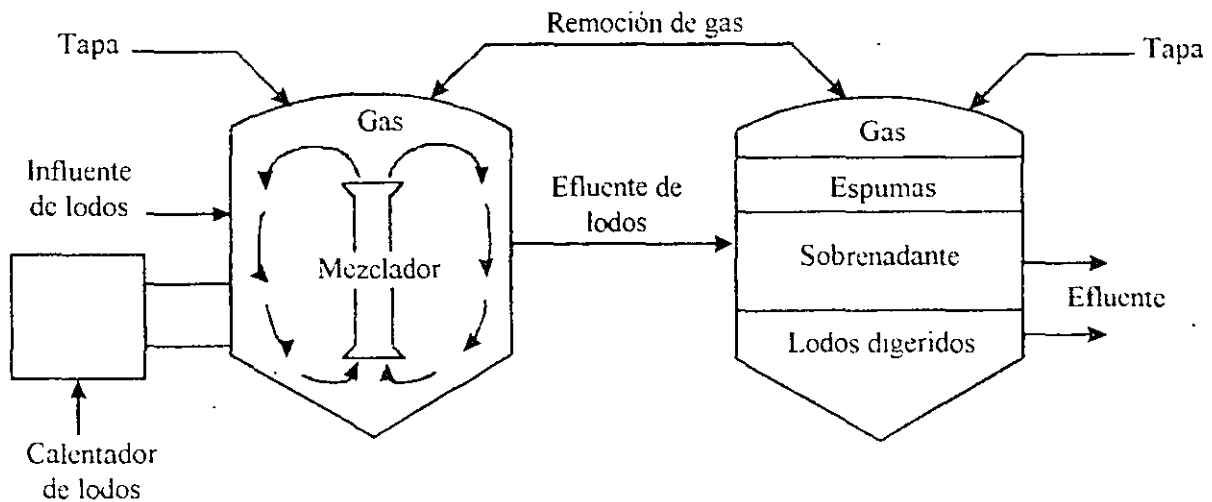 Remoción de gas
Tapa
Tapa
Gas
Gas
Influente
de lodos
Efluente de
lodos
Espumas
Mezclador
Sobrenadante
Efluente
Lodos digeridos
Calentador
de lodos